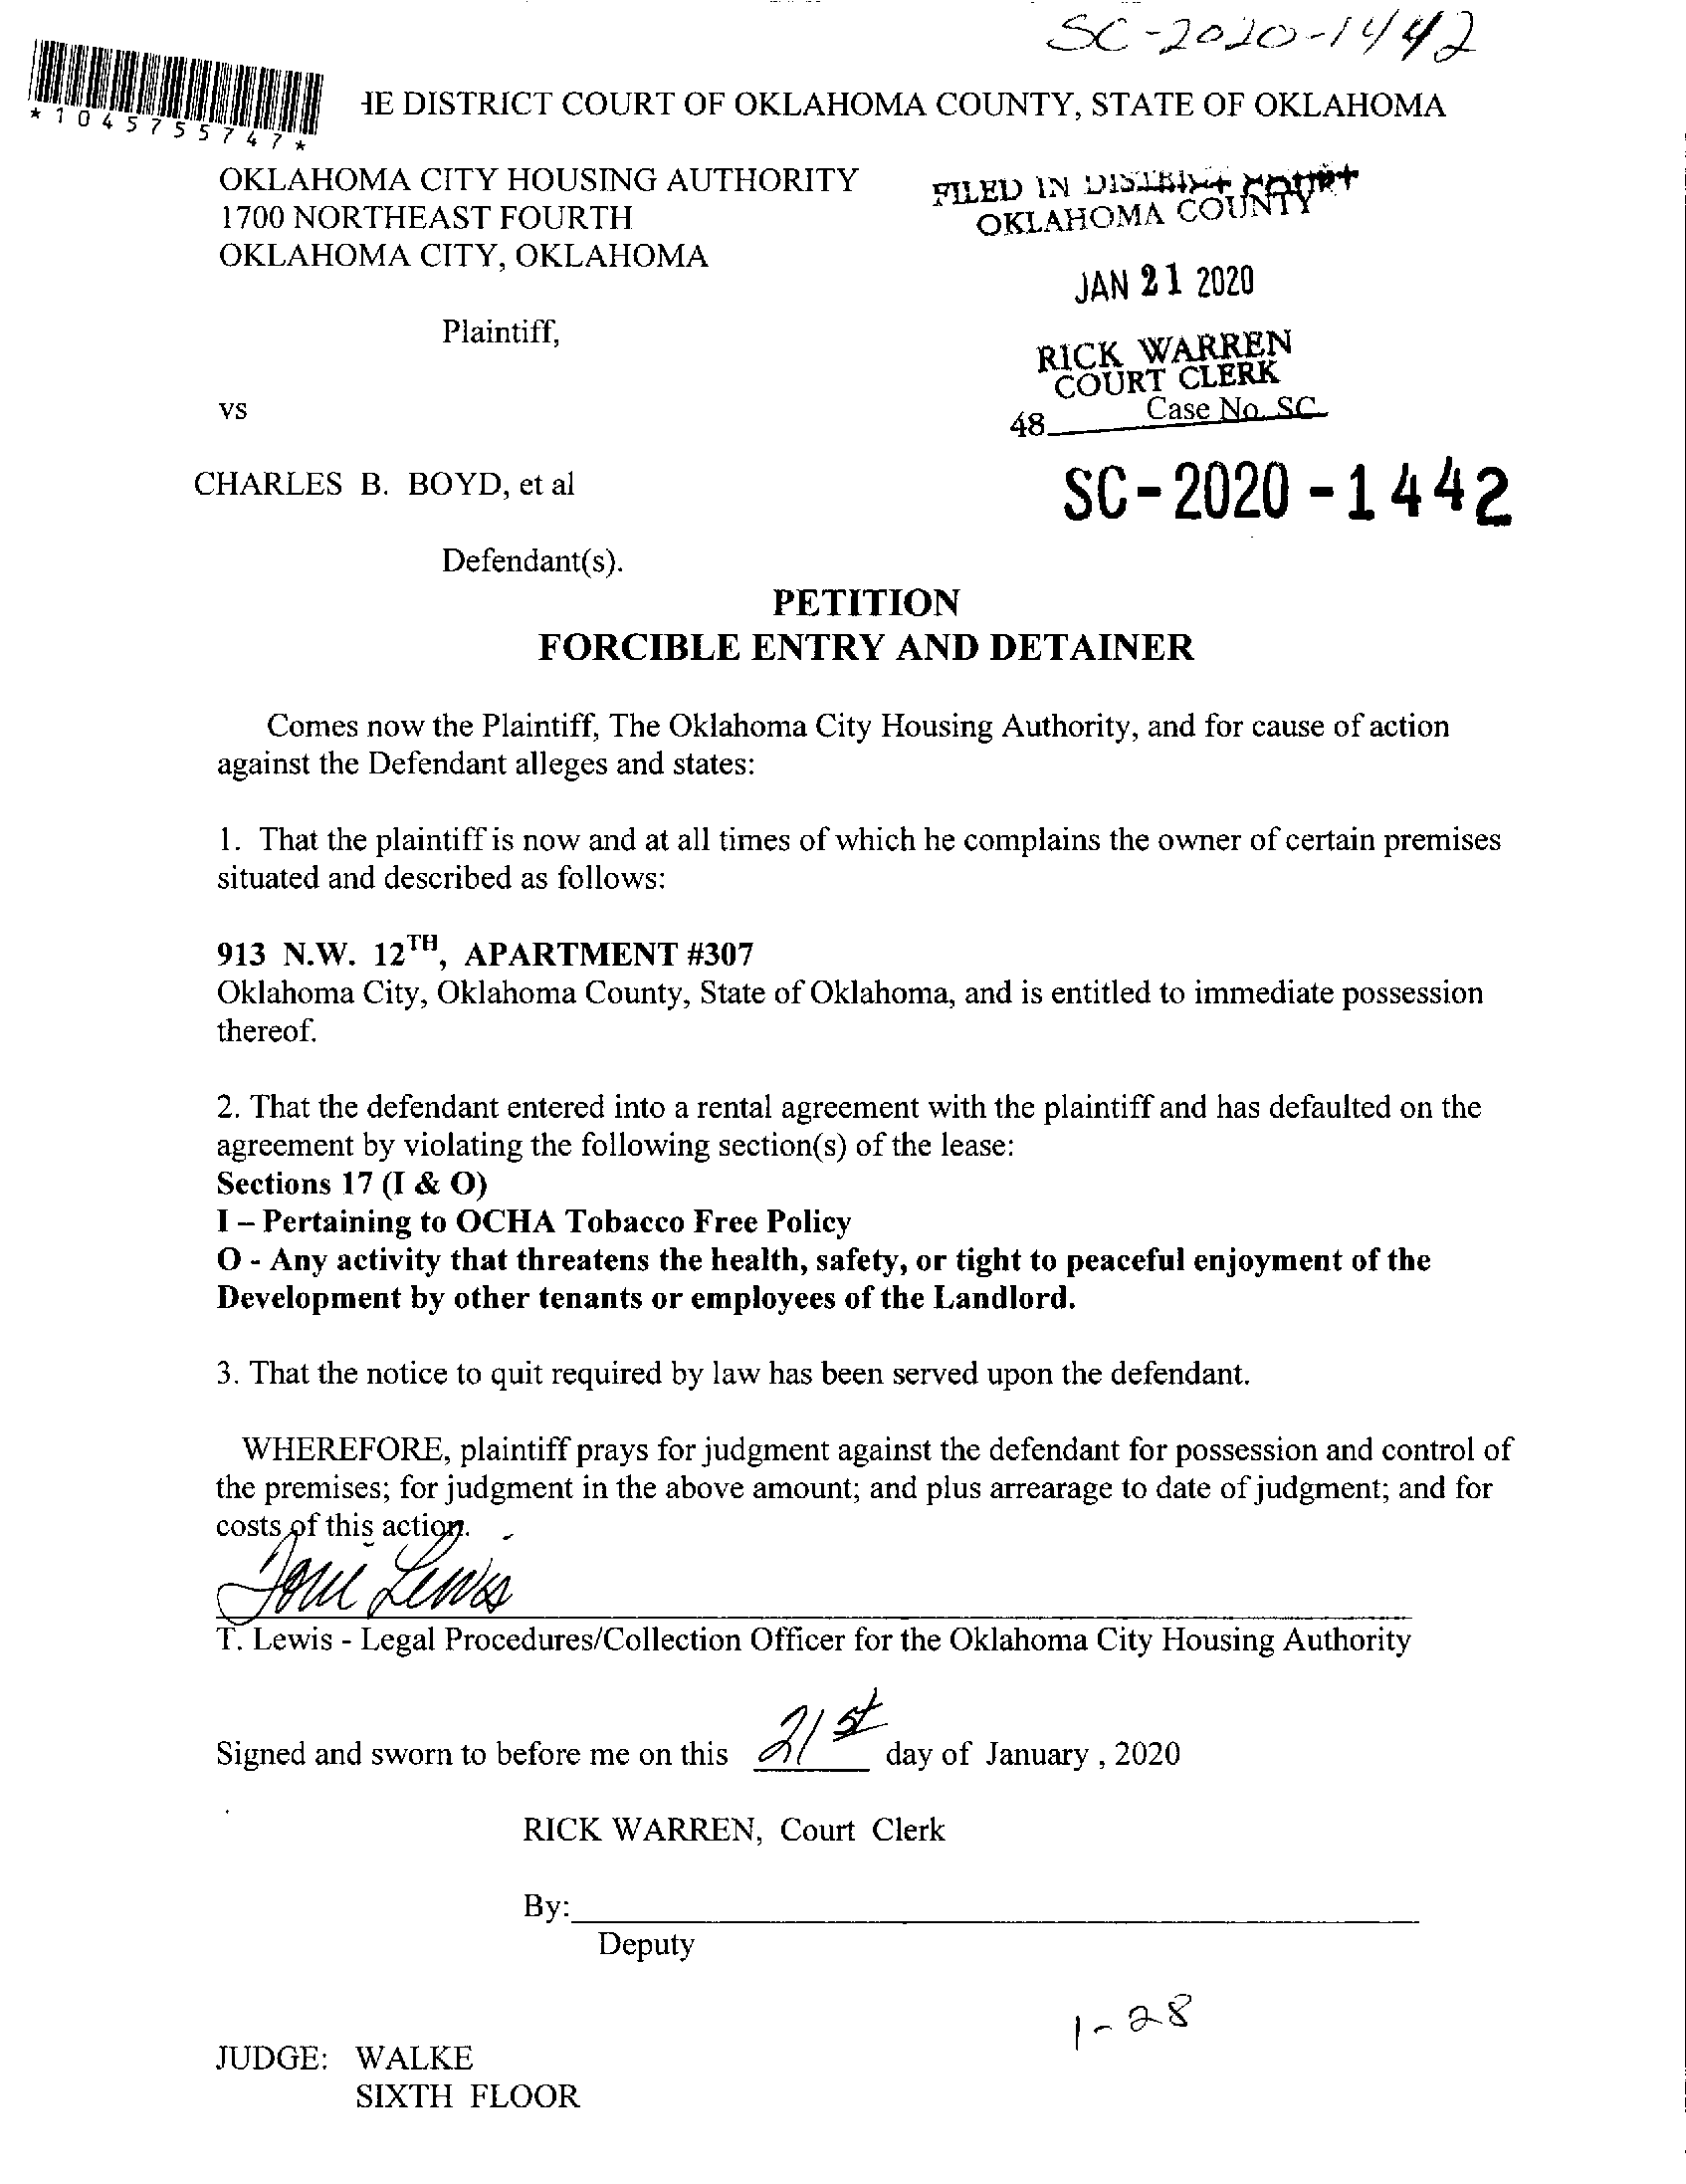 SC-2020-1442
*1045755747*
HE DISTRICT COURT OF OKLAHOMA COUNTY, STATE OF OKLAHOMA
OKLAHOMA CITY HOUSING AUTHORITY
1700 NORTHEAST FOURTH
OKLAHOMA CITY, OKLAHOMA
FILED IN DISTRICT COURT
OKLAHOMA COUNTY
JAN 21 2020
Plaintiff,
RICK WARREN
COURT CLERK
vs
48 Case No. SC
CHARLES B. BOYD, et al
SC-2020-1442
Defendant(s).
PETITION
FORCIBLE ENTRY AND DETAINER
Comes now the Plaintiff, The Oklahoma City Housing Authority, and for cause of action
against the Defendant alleges and states:
1. That the plaintiff is now and at all times of which he complains the owner of certain premises
situated and described as follows:
913 N.W. 12TH, APARTMENT #307
Oklahoma City, Oklahoma County, State of Oklahoma, and is entitled to immediate possession
thereof.
2. That the defendant entered into a rental agreement with the plaintiff and has defaulted on the
agreement by violating the following section(s) of the lease:
Sections 17 (I & O)
I – Pertaining to OCHA Tobacco Free Policy
O - Any activity that threatens the health, safety, or tight to peaceful enjoyment of the
Development by other tenants or employees of the Landlord.
3. That the notice to quit required by law has been served upon the defendant.
WHEREFORE, plaintiff prays for judgment against the defendant for possession and control of
the premises; for judgment in the above amount; and plus arrearage to date of judgment; and for
costs of this action.
Toni Lewis
T. Lewis - Legal Procedures/Collection Officer for the Oklahoma City Housing Authority
Signed and sworn to before me on this 21st day of January , 2020
RICK WARREN, Court Clerk
By:
Deputy
1-28
JUDGE: WALKE
SIXTH FLOOR